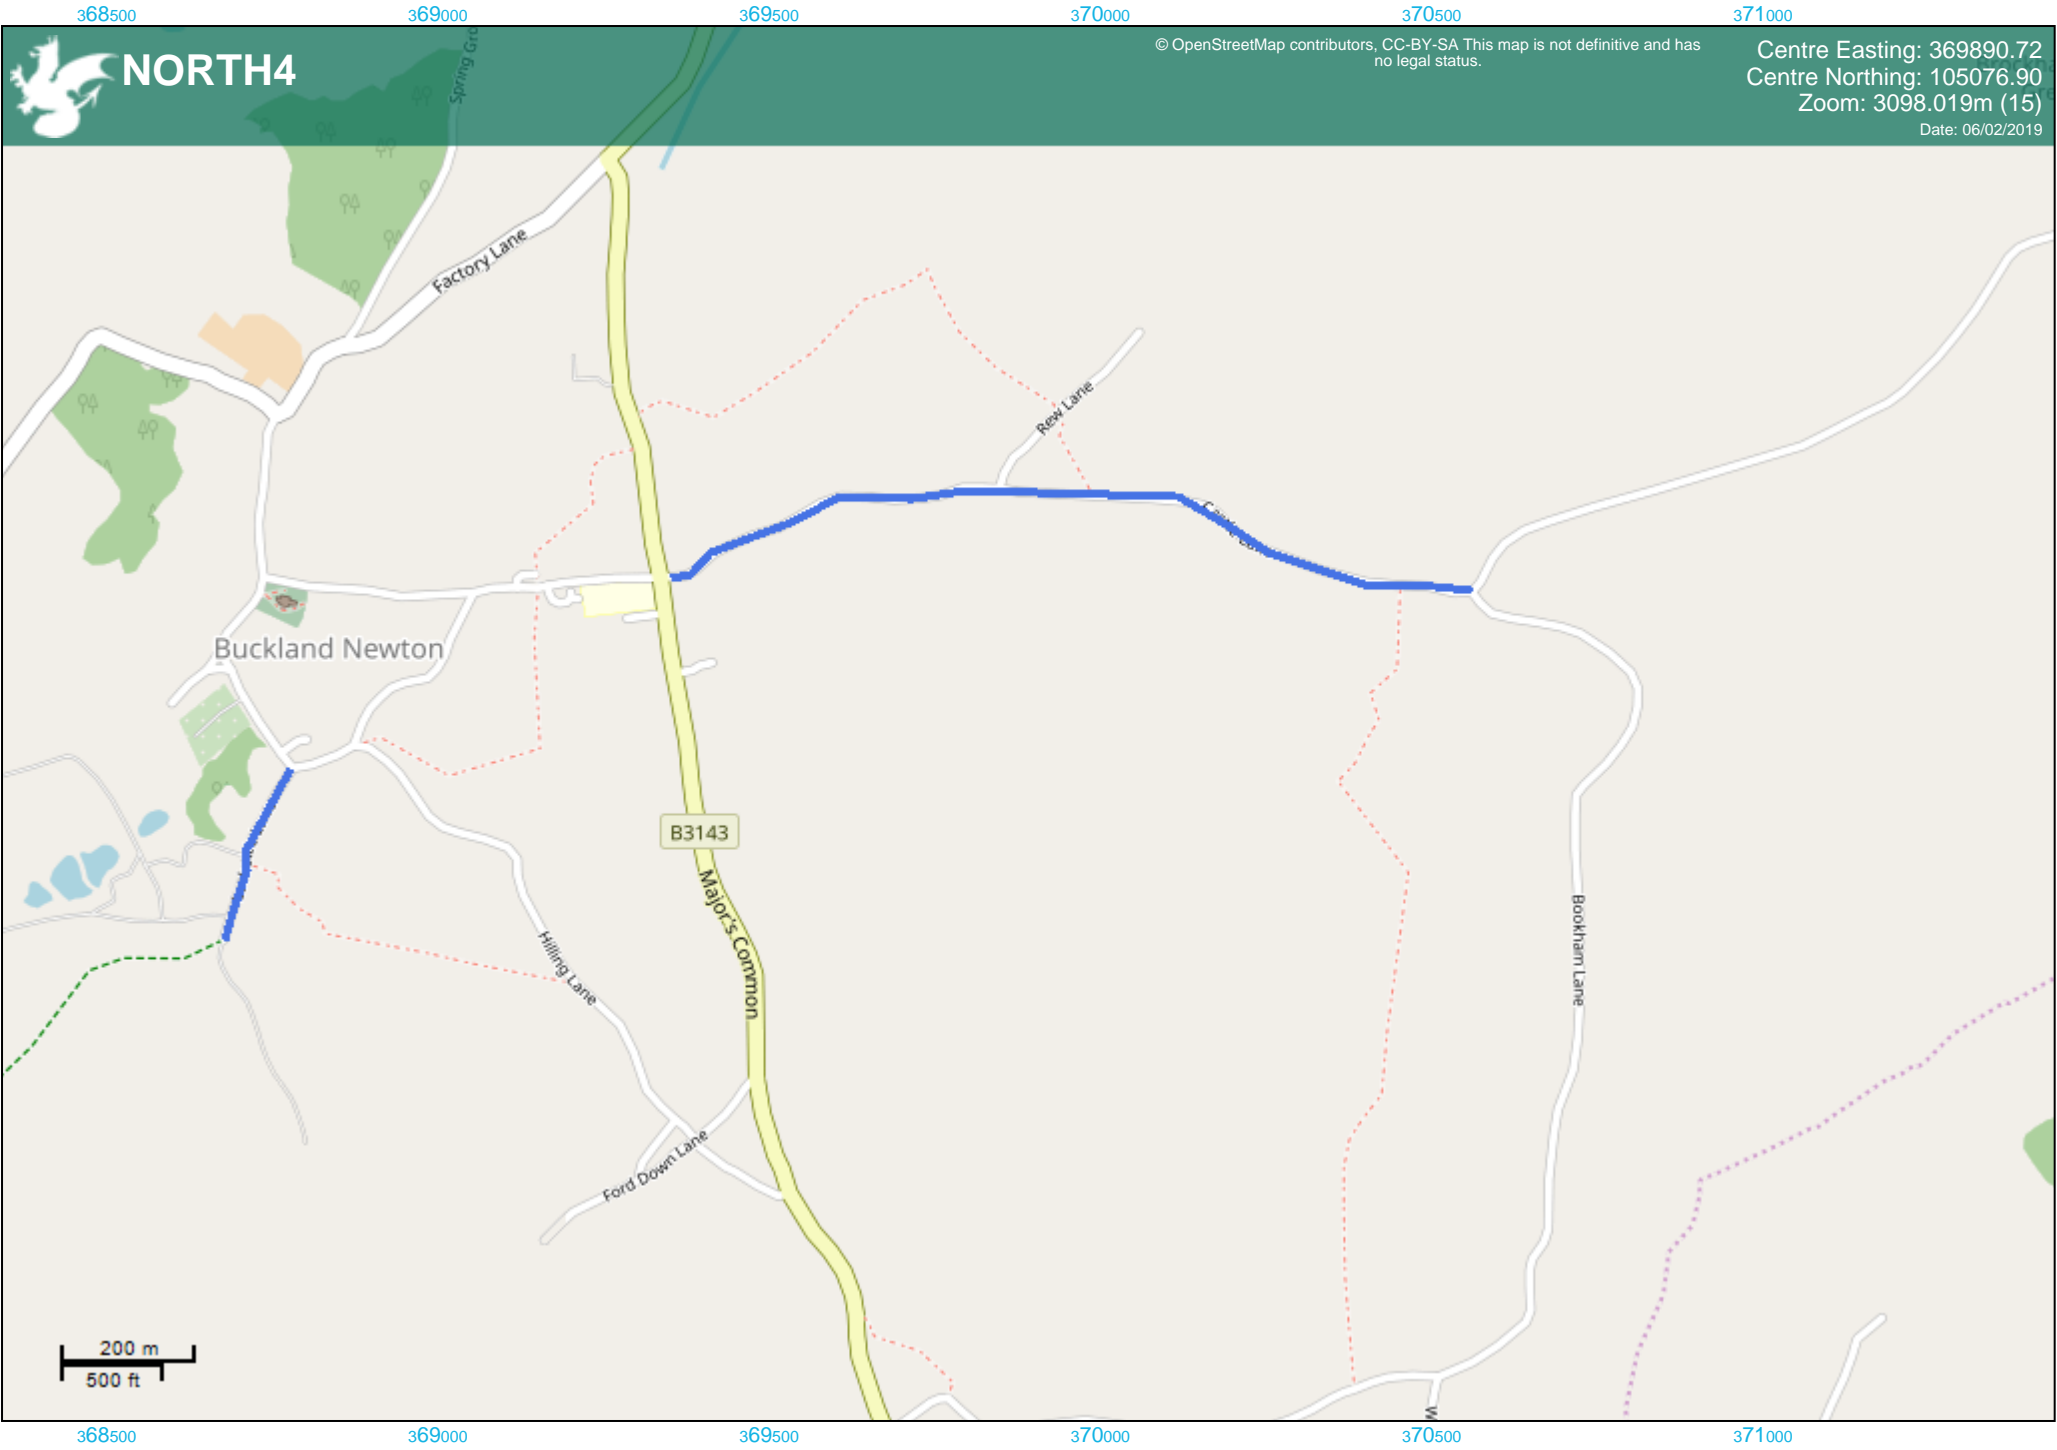 368500 369000 369500 370000 370500 371000
NORTH4
© OpenStreetMap contributors, CC-BY-SA This map is not definitive and has
no legal status.
Centre Easting: 369890.72
Centre Northing: 105076.90
Zoom: 3098.019m (15)
Date: 06/02/2019
Spring Gro
Factory Lane
Rew Lane
Buckland Newton
B3143
Major's Common
Hilling Lane
Bookham Lane
Ford Down Lane
W
200 m
500 ft
368500 369000 369500 370000 370500 371000